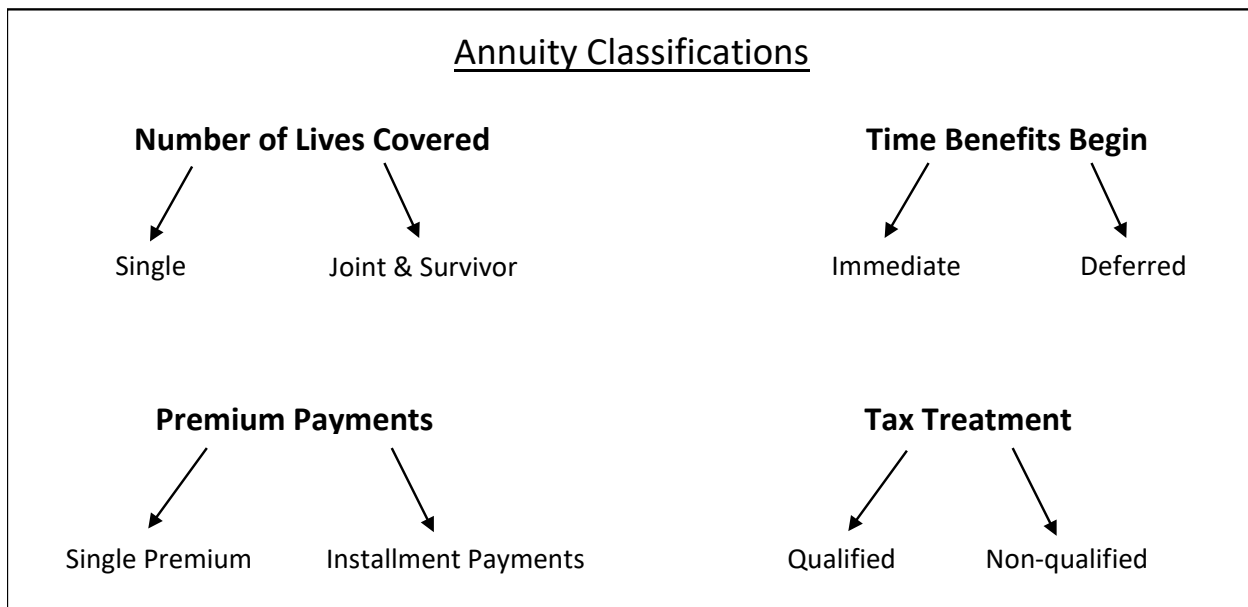 Annuity Classifications
Number of Lives Covered
Time Benefits Begin
Single
Joint & Survivor
Immediate
Deferred
Premium Payments
Tax Treatment
Single Premium
Installment Payments
Qualified
Non-qualified